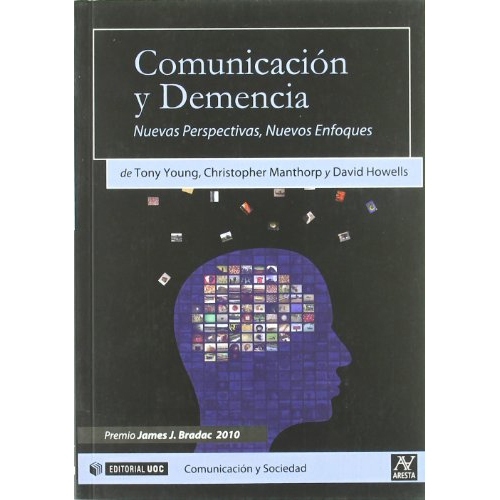 Comunicación
y Demencia
Nuevas Perspectivas, Nuevos Enfoques
de Tony Young, Christopher Manthorp y David Howells
Premio James J. Bradac 2010
EDITORIAL UOC
Comunicación y Sociedad
ARESTA